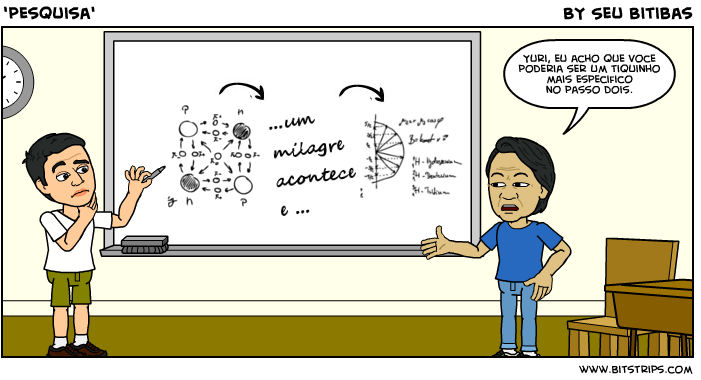 'PESQUISA'
BY SEU BITIBAS
YURI, EU ACHO QUE VOCE
PODERIA SER UM TIQUINHO
MAIS ESPECIFICO
NO PASSO DOIS.
...um
milagre
acontece
e ...
P
n
y n
P
i
WWW.BITSTRIPS.COM